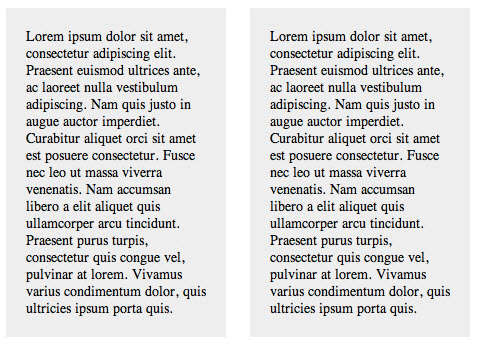 Lorem ipsum dolor sit amet,
consectetur adipiscing elit.
Praesent euismod ultrices ante,
ac laoreet nulla vestibulum
adipiscing. Nam quis justo in
augue auctor imperdiet.
Curabitur aliquet orci sit amet
est posuere consectetur. Fusce
nec leo ut massa viverra
venenatis. Nam accumsan
libero a elit aliquet quis
ullamcorper arcu tincidunt.
Praesent purus turpis,
consectetur quis congue vel,
pulvinar at lorem. Vivamus
varius condimentum dolor, quis
ultricies ipsum porta quis.
Lorem ipsum dolor sit amet,
consectetur adipiscing elit.
Praesent euismod ultrices ante,
ac laoreet nulla vestibulum
adipiscing. Nam quis justo in
augue auctor imperdiet.
Curabitur aliquet orci sit amet
est posuere consectetur. Fusce
nec leo ut massa viverra
venenatis. Nam accumsan
libero a elit aliquet quis
ullamcorper arcu tincidunt.
Praesent purus turpis,
consectetur quis congue vel,
pulvinar at lorem. Vivamus
varius condimentum dolor, quis
ultricies ipsum porta quis.